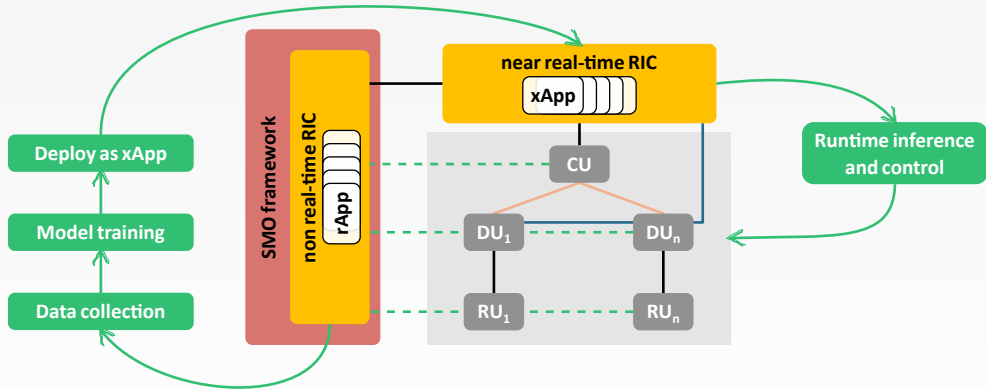 near real-time RIC
xApp
SMO framework
non real-time RIC
rApp
Deploy as xApp
Model training
Data collection
CU
DU₁
DUₙ
RU₁
RUₙ
Runtime inference
and control